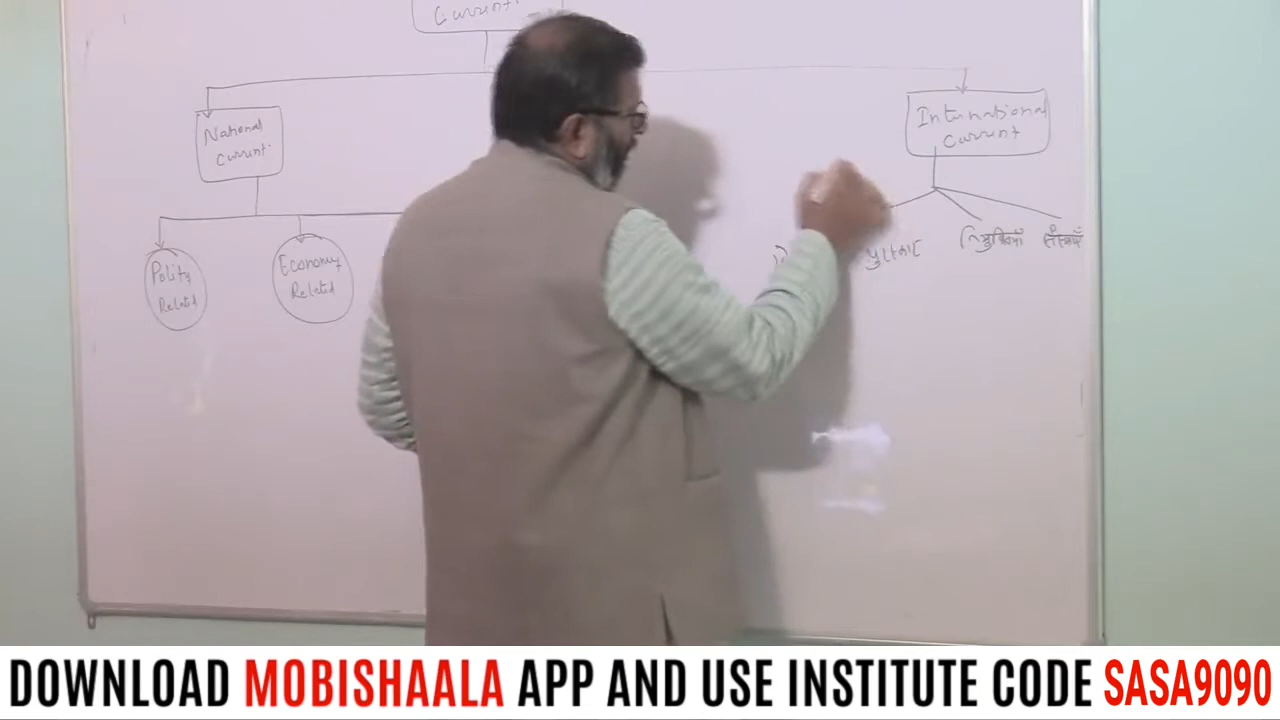 Current
National
Current
International
Current
Polity
Related
Economy
Related
पुरस्कार
नियुक्तियाँ
संस्थाएँ
DOWNLOAD MOBISHAALA APP AND USE INSTITUTE CODE SASA9090